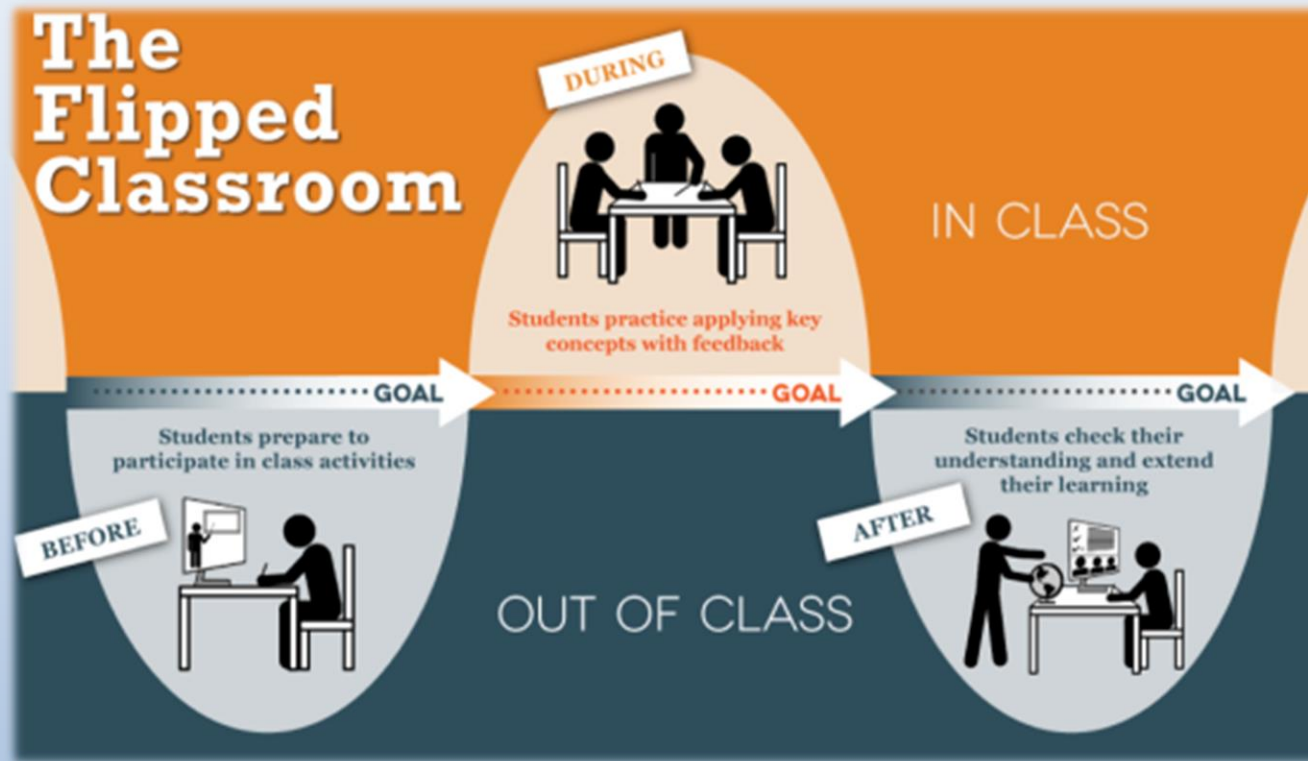 The
Flipped
Classroom
DURING
IN CLASS
Students practice applying key
concepts with feedback
GOAL
GOAL
GOAL
Students prepare to
participate in class activities
BEFORE
OUT OF CLASS
Students check their
understanding and extend
their learning
AFTER